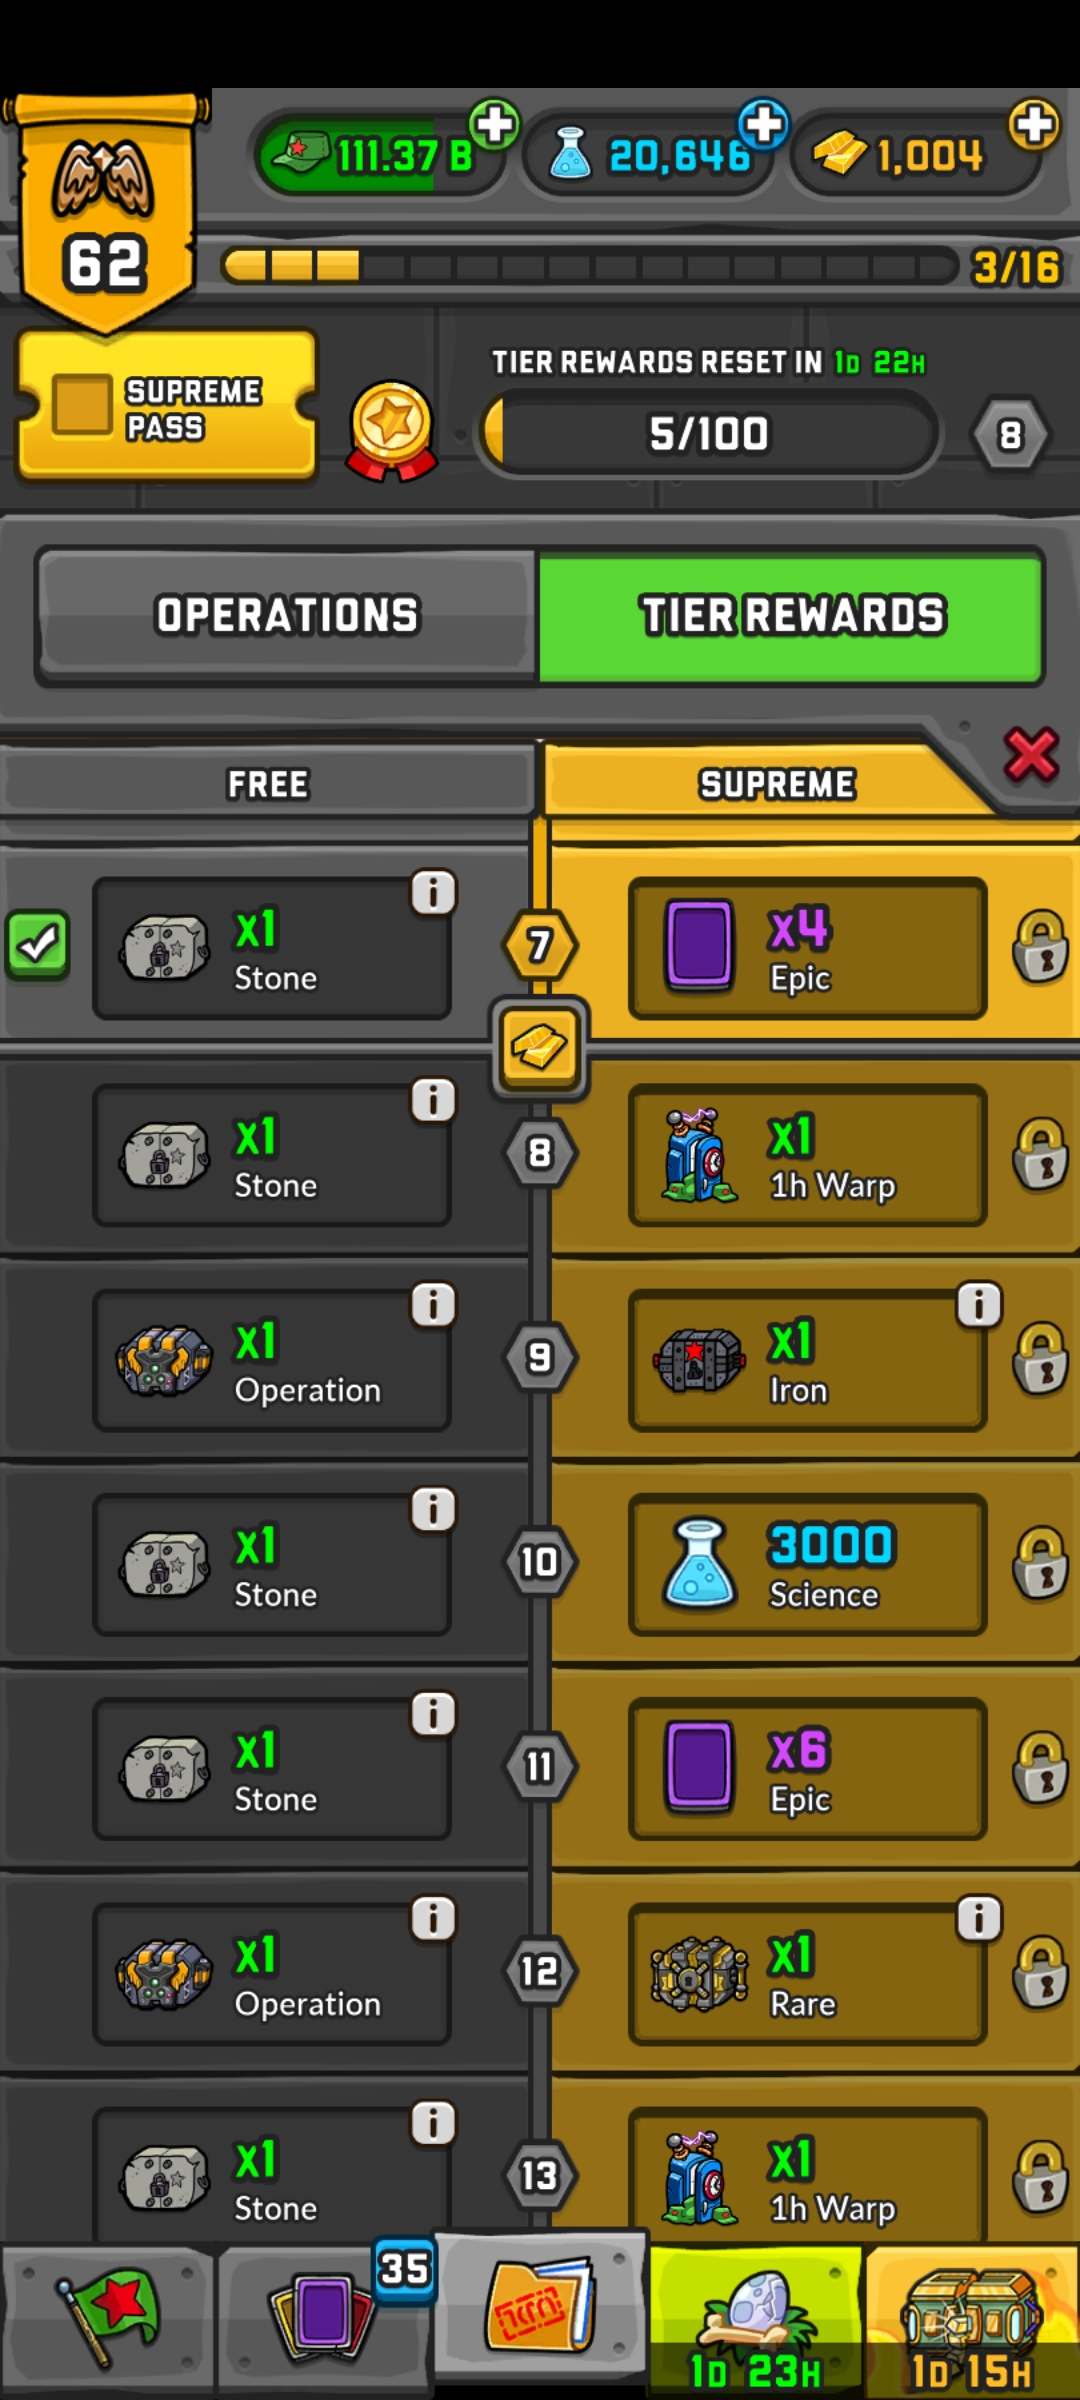 111.37 B
20,646
1,004
62
3/16
SUPREME
PASS
TIER REWARDS RESET IN 1D 22H
5/100
8
OPERATIONS
TIER REWARDS
FREE
SUPREME
x1
Stone
7
x4
Epic
x1
Stone
8
x1
1h Warp
x1
Operation
9
x1
Iron
x1
Stone
10
3000
Science
x1
Stone
11
x6
Epic
x1
Operation
12
x1
Rare
x1
Stone
13
x1
1h Warp
35
1D 23H
1D 15H